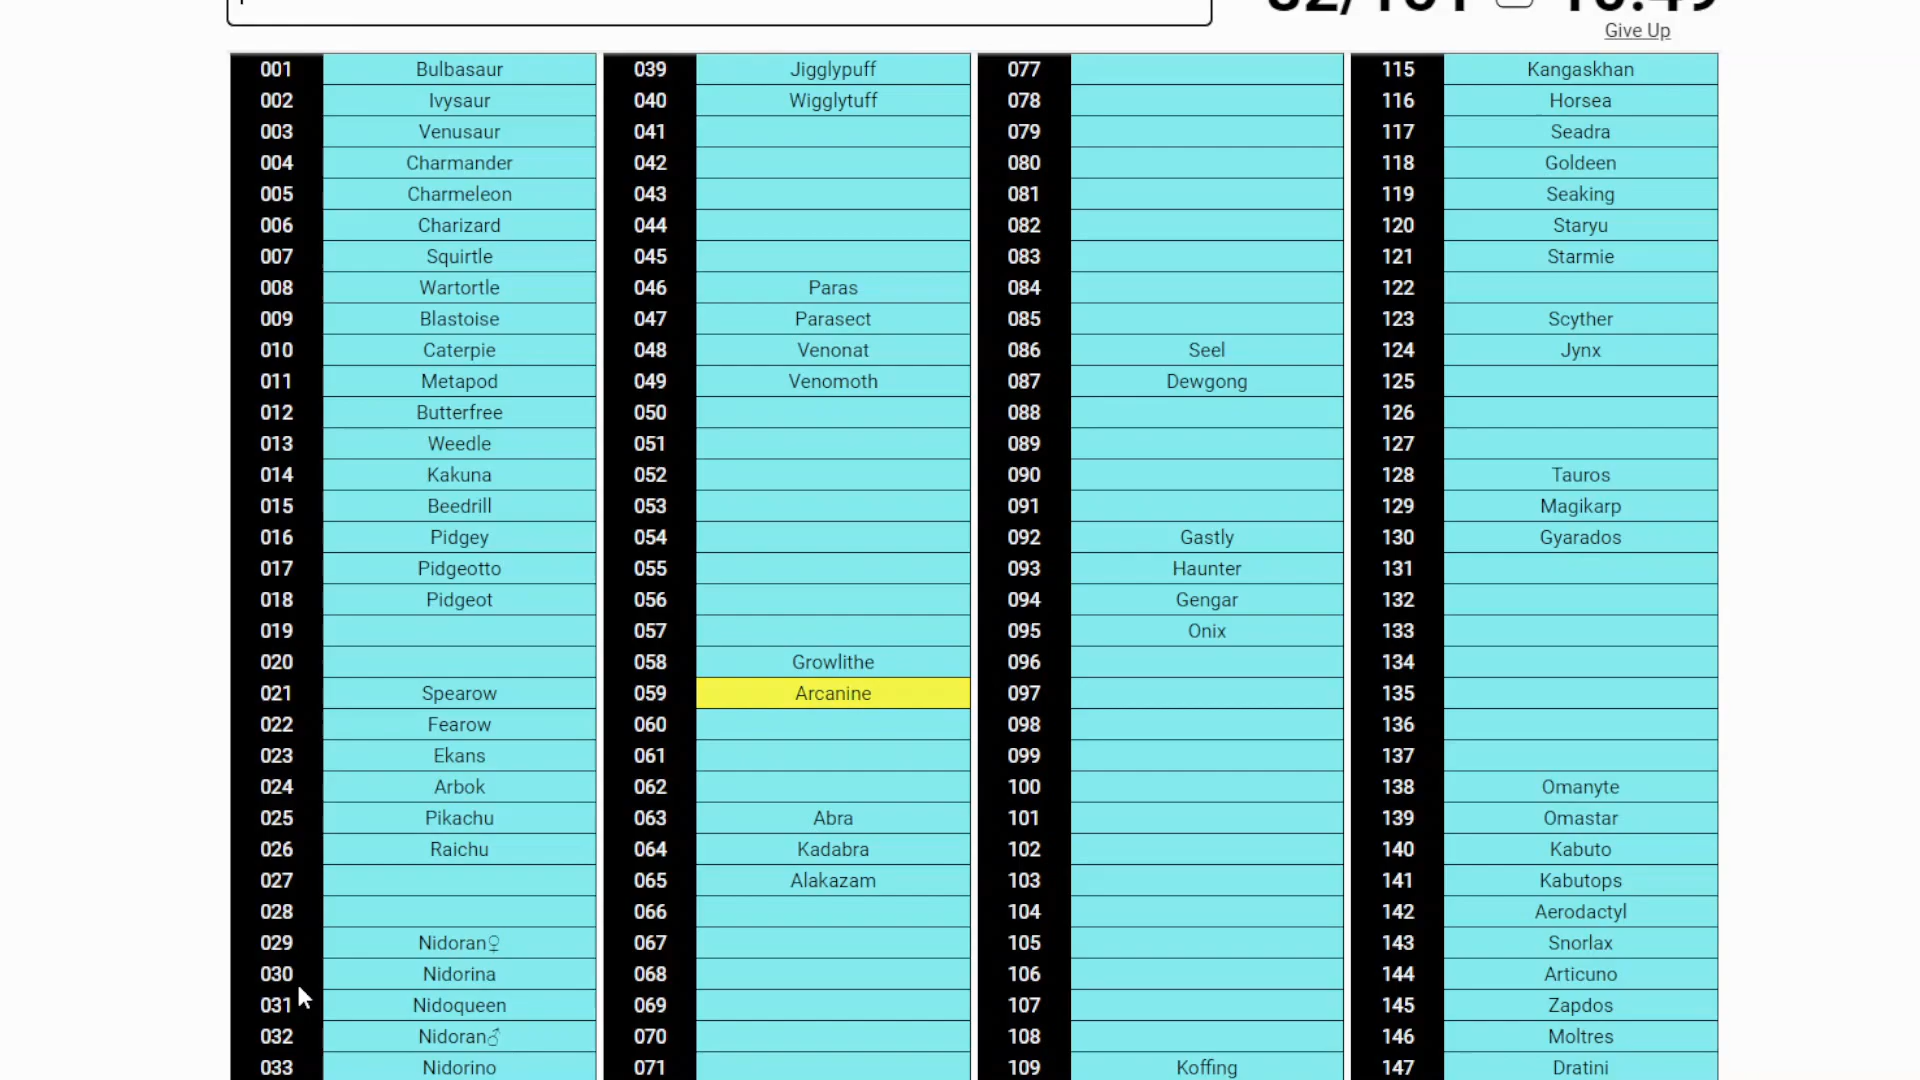 Give Up
001 Bulbasaur 039 Jigglypuff 077 115 Kangaskhan
002 Ivysaur 040 Wigglytuff 078 116 Horsea
003 Venusaur 041 079 117 Seadra
004 Charmander 042 080 118 Goldeen
005 Charmeleon 043 081 119 Seaking
006 Charizard 044 082 120 Staryu
007 Squirtle 045 083 121 Starmie
008 Wartortle 046 Paras 084 122
009 Blastoise 047 Parasect 085 123 Scyther
010 Caterpie 048 Venonat 086 Seel 124 Jynx
011 Metapod 049 Venomoth 087 Dewgong 125
012 Butterfree 050 088 126
013 Weedle 051 089 127
014 Kakuna 052 090 128 Tauros
015 Beedrill 053 091 129 Magikarp
016 Pidgey 054 092 Gastly 130 Gyarados
017 Pidgeotto 055 093 Haunter 131
018 Pidgeot 056 094 Gengar 132
019 057 095 Onix 133
020 058 Growlithe 096 134
021 Spearow 059 Arcanine 097 135
022 Fearow 060 098 136
023 Ekans 061 099 137
024 Arbok 062 100 138 Omanyte
025 Pikachu 063 Abra 101 139 Omastar
026 Raichu 064 Kadabra 102 140 Kabuto
027 065 Alakazam 103 141 Kabutops
028 066 104 142 Aerodactyl
029 Nidoran♀ 067 105 143 Snorlax
030 Nidorina 068 106 144 Articuno
031 Nidoqueen 069 107 145 Zapdos
032 Nidoran♂ 070 108 146 Moltres
033 Nidorino 071 109 Koffing 147 Dratini